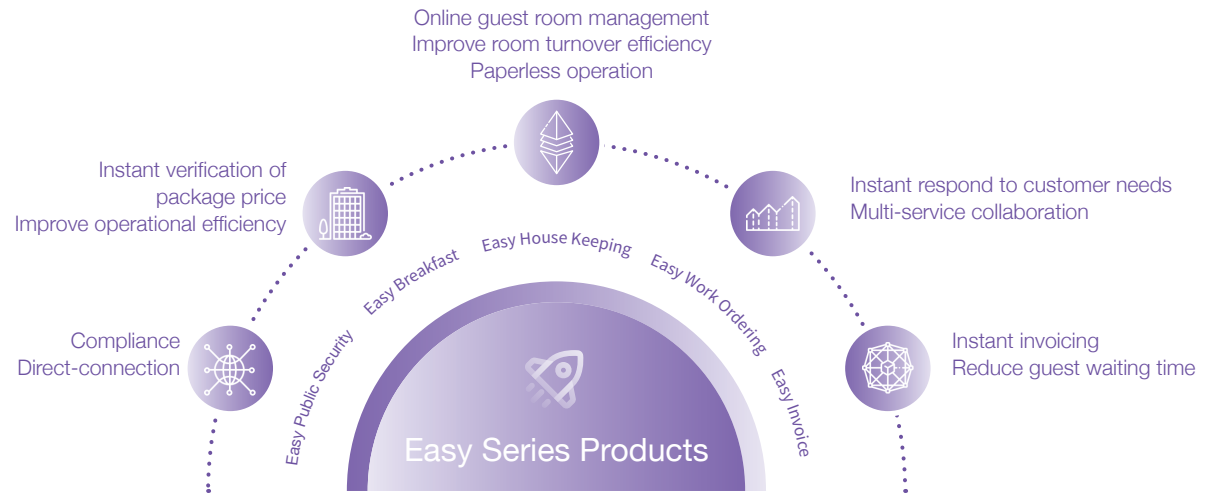 Online guest room management
Improve room turnover efficiency
Paperless operation
Instant verification of
package price
Improve operational efficiency
Instant respond to customer needs
Multi-service collaboration
Compliance
Direct-connection
Instant invoicing
Reduce guest waiting time
Easy Public Security
Easy Breakfast
Easy House Keeping
Easy Work Ordering
Easy Invoice
Easy Series Products